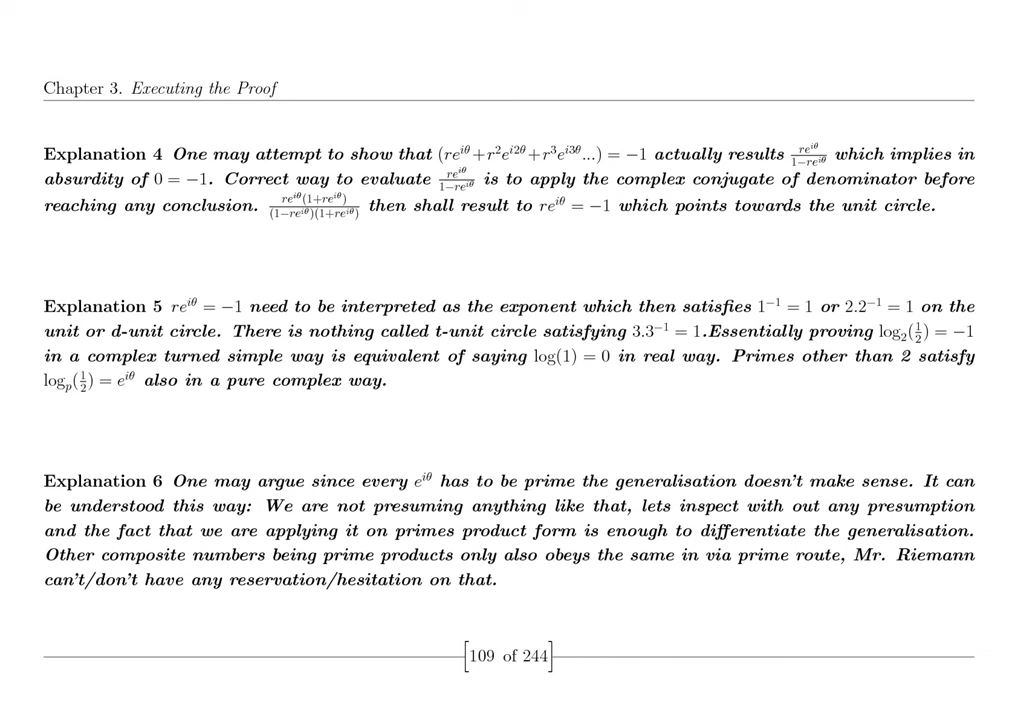 Chapter 3. Executing the Proof
Explanation 4 One may attempt to show that (re^{iθ}+r^2e^{i2θ}+r^3e^{i3θ}...) = −1 actually results \frac{re^{iθ}}{1−re^{iθ}} which implies in
absurdity of 0 = −1. Correct way to evaluate \frac{re^{iθ}}{1−re^{iθ}} is to apply the complex conjugate of denominator before
reaching any conclusion. \frac{re^{iθ}(1+re^{iθ})}{(1−re^{iθ})(1+re^{iθ})} then shall result to re^{iθ} = −1 which points towards the unit circle.
Explanation 5 re^{iθ} = −1 need to be interpreted as the exponent which then satisfies 1^{−1} = 1 or 2.2^{−1} = 1 on the
unit or d-unit circle. There is nothing called t-unit circle satisfying 3.3^{−1} = 1.Essentially proving log_2(\frac{1}{2}) = −1
in a complex turned simple way is equivalent of saying log(1) = 0 in real way. Primes other than 2 satisfy
log_p(\frac{1}{2}) = e^{iθ} also in a pure complex way.
Explanation 6 One may argue since every e^{iθ} has to be prime the generalisation doesn't make sense. It can
be understood this way: We are not presuming anything like that, lets inspect with out any presumption
and the fact that we are applying it on primes product form is enough to differentiate the generalisation.
Other composite numbers being prime products only also obeys the same in via prime route, Mr. Riemann
can't/don't have any reservation/hesitation on that.
[109 of 244]